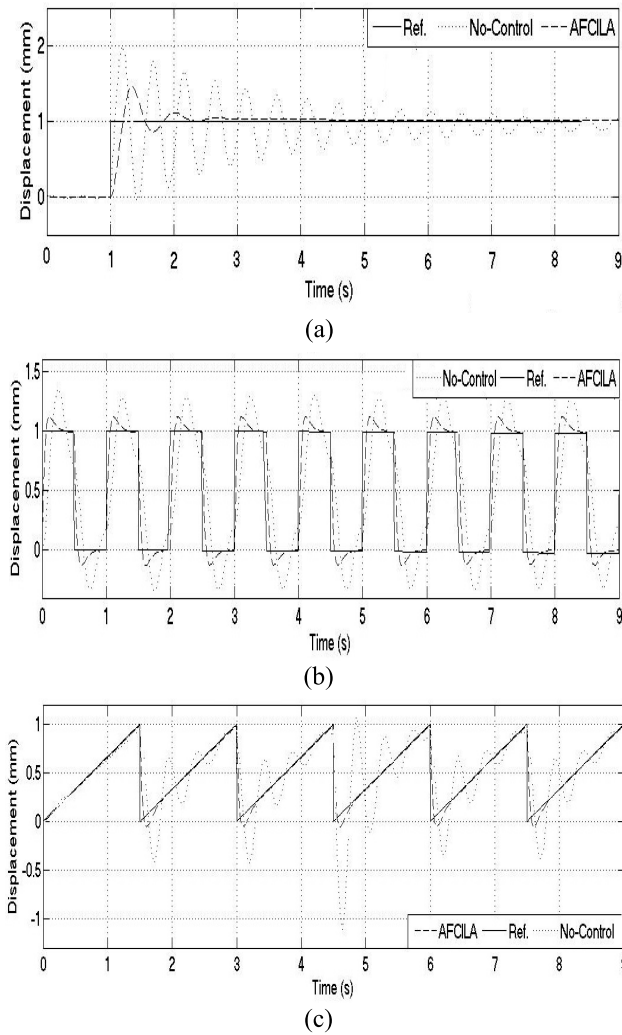 Ref. No-Control AFCILA
Displacement (mm)
2
1
0
0 1 2 3 4 5 6 7 8 9
Time (s)
(a)
No-Control Ref. AFCILA
Displacement (mm)
1.5
1
0.5
0
0 1 2 3 4 5 6 7 8 9
Time (s)
(b)
Displacement (mm)
1
0.5
0
-0.5
-1
AFCILA Ref. No-Control
0 1 2 3 4 5 6 7 8 9
Time (s)
(c)